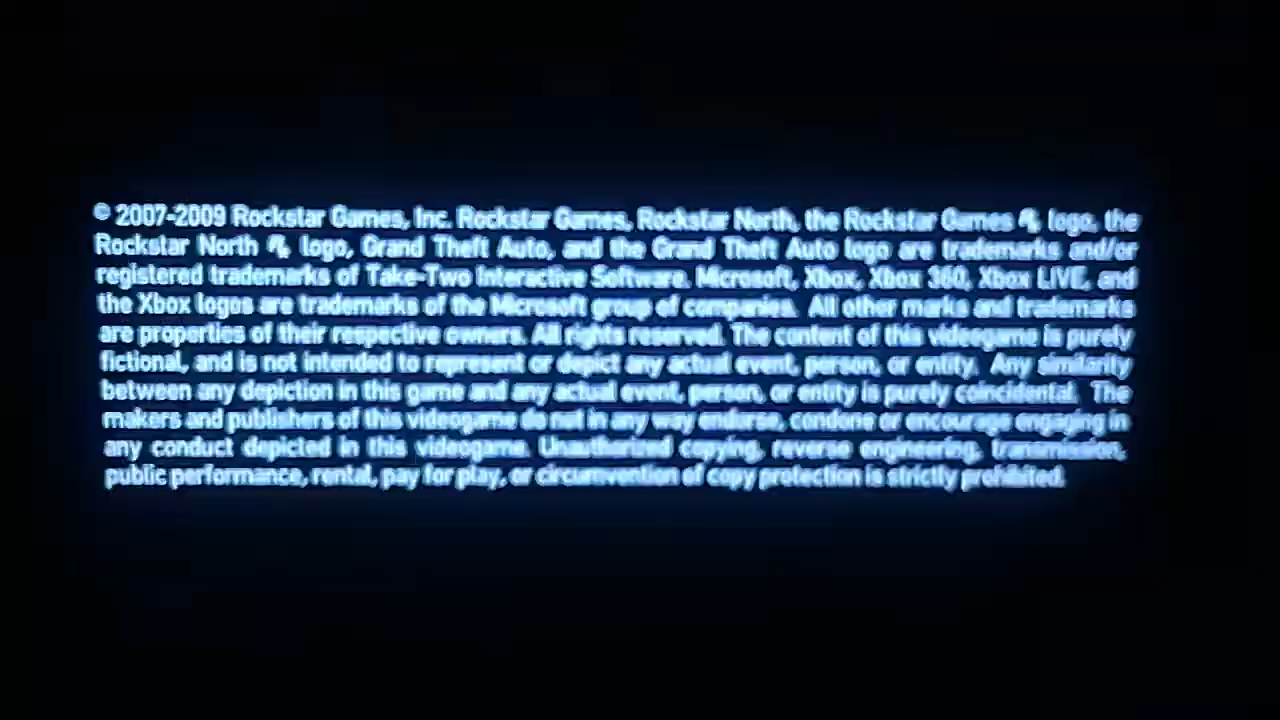 © 2007-2009 Rockstar Games, Inc. Rockstar Games, Rockstar North, the Rockstar Games R* logo, the
Rockstar North R* logo, Grand Theft Auto, and the Grand Theft Auto logo are trademarks and/or
registered trademarks of Take-Two Interactive Software. Microsoft, Xbox, Xbox 360, Xbox LIVE, and
the Xbox logos are trademarks of the Microsoft group of companies. All other marks and trademarks
are properties of their respective owners. All rights reserved. The content of this videogame is purely
fictional, and is not intended to represent or depict any actual event, person, or entity. Any similarity
between any depiction in this game and any actual event, person, or entity is purely coincidental. The
makers and publishers of this videogame do not in any way endorse, condone or encourage engaging in
any conduct depicted in this videogame. Unauthorized copying, reverse engineering, transmission,
public performance, rental, pay for play, or circumvention of copy protection is strictly prohibited.